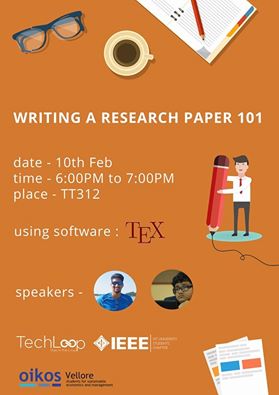 WRITING A RESEARCH PAPER 101
date - 10th Feb
time - 6:00PM to 7:00PM
place - TT312
using software : TEX
speakers -
TechLoop
IEEE
oikos Vellore
students for sustainable
economics and management